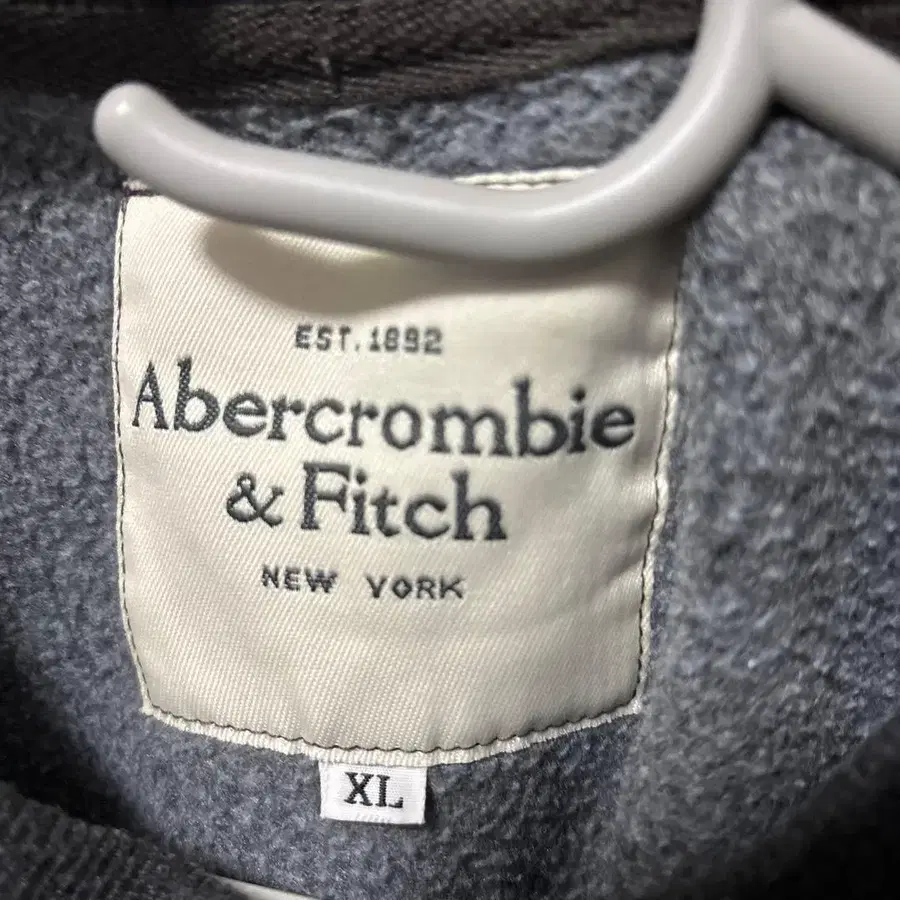 EST. 1892
Abercrombie
& Fitch
NEW YORK
XL